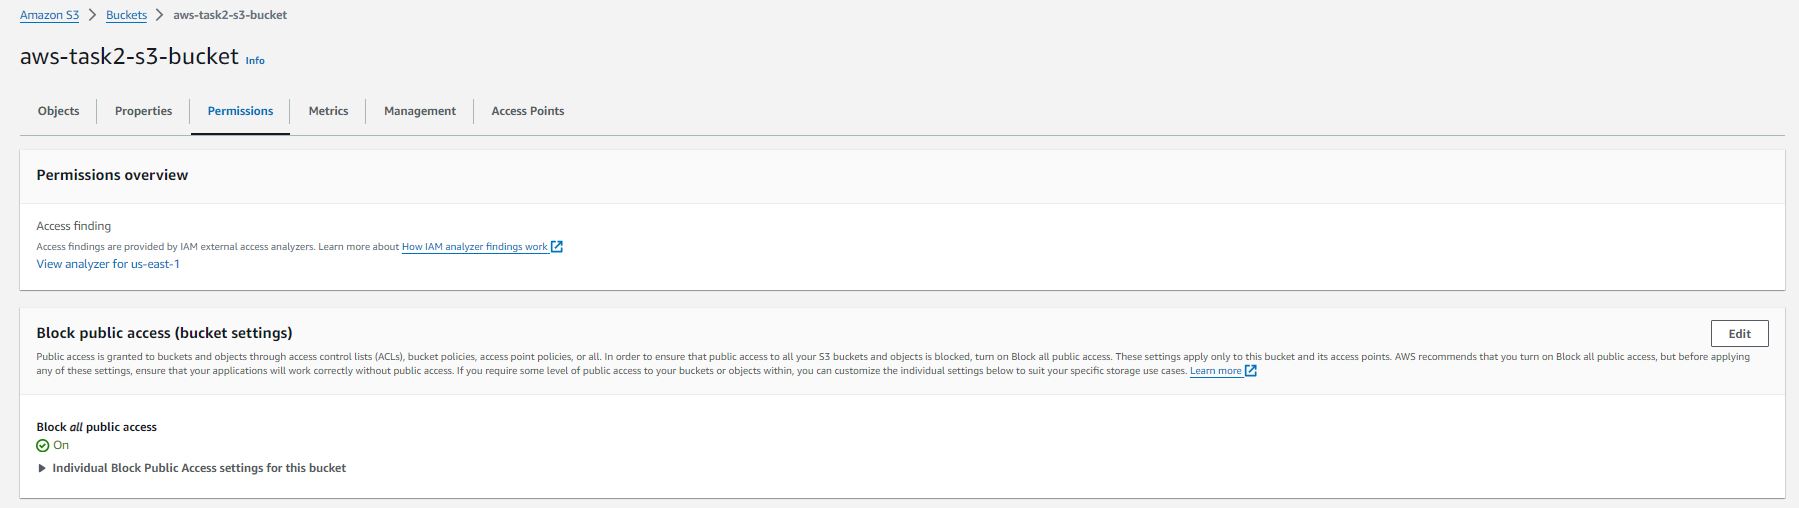 Amazon S3 > Buckets > aws-task2-s3-bucket
aws-task2-s3-bucket Info
Objects Properties Permissions Metrics Management Access Points
Permissions overview
Access finding
Access findings are provided by IAM external access analyzers. Learn more about How IAM analyzer findings work
View analyzer for us-east-1
Block public access (bucket settings)
Edit
Public access is granted to buckets and objects through access control lists (ACLs), bucket policies, access point policies, or all. In order to ensure that public access to all your S3 buckets and objects is blocked, turn on Block all public access. These settings apply only to this bucket and its access points. AWS recommends that you turn on Block all public access, but before applying
any of these settings, ensure that your applications will work correctly without public access. If you require some level of public access to your buckets or objects within, you can customize the individual settings below to suit your specific storage use cases. Learn more
Block all public access
On
Individual Block Public Access settings for this bucket